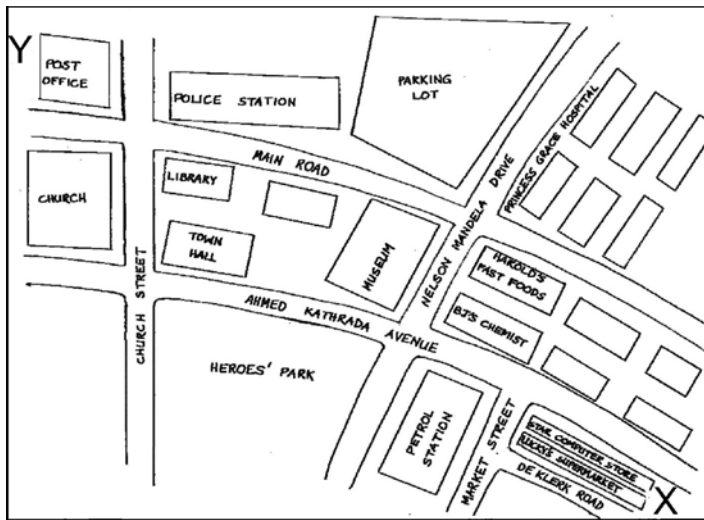 Y
POST
OFFICE
POLICE STATION
PARKING
LOT
PRINCESS GRACE HOSPITAL
MAIN ROAD
LIBRARY
CHURCH
TOWN
HALL
MUSEUM
NELSON MANDELA DRIVE
HAROLD'S
FAST FOODS
BJ'S CHEMIST
CHURCH STREET
AHMED KATHRADA AVENUE
HEROES' PARK
PETROL
STATION
MARKET STREET
STAR COMPUTER STORE
LUCKY'S SUPERMARKET
DE KLERK ROAD
X